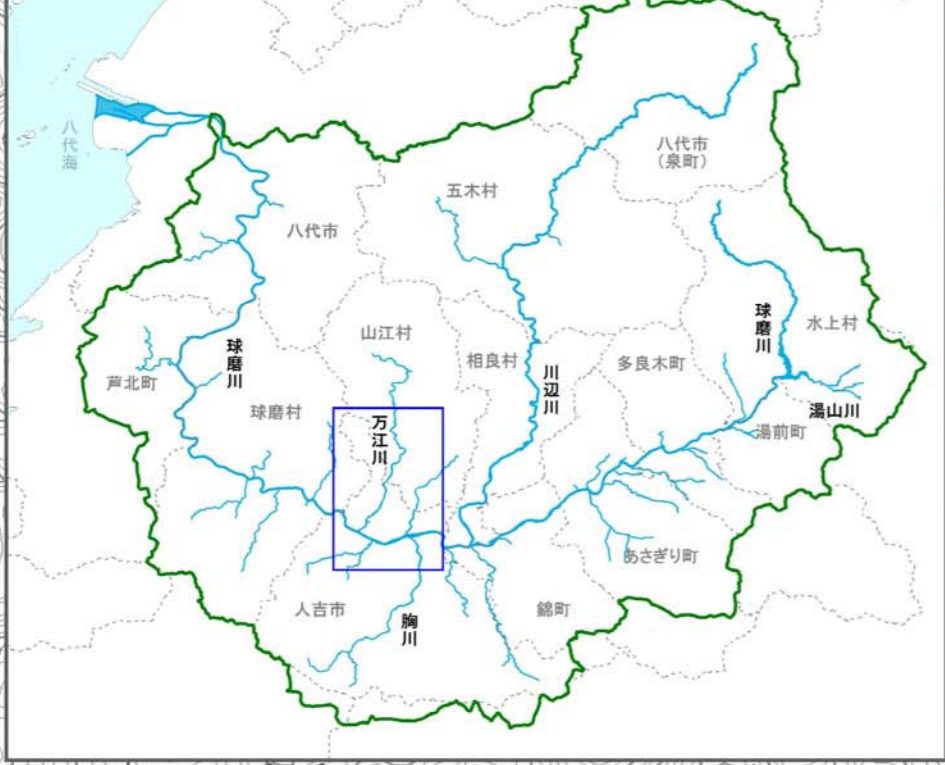 八代海
八代市
（泉町）
五木村
八代市
球磨川
水上村
山江村
相良村
川辺川
多良木町
球磨川
芦北町
球磨村
万江川
湯山川
湯前町
あさぎり町
人吉市
胸川
錦町